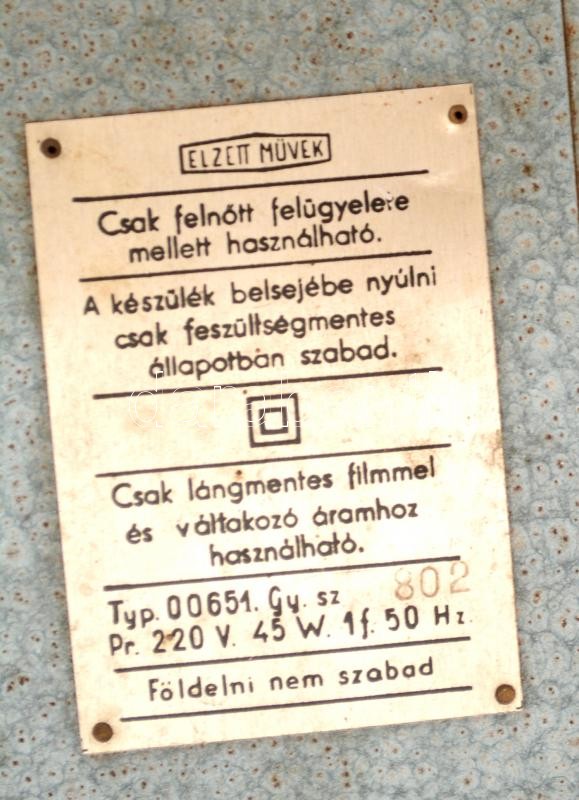 ELZETT MŰVEK
Csak felnőtt felügyelete
mellett használható.
A készülék belsejébe nyúlni
csak feszültségmentes
állapotban szabad.
Csak lángmentes filmmel
és váltakozó áramhoz
használható.
Typ. 00651. Gy. sz 802
Pr. 220 V. 45 W. 1f. 50 Hz.
Földelni nem szabad